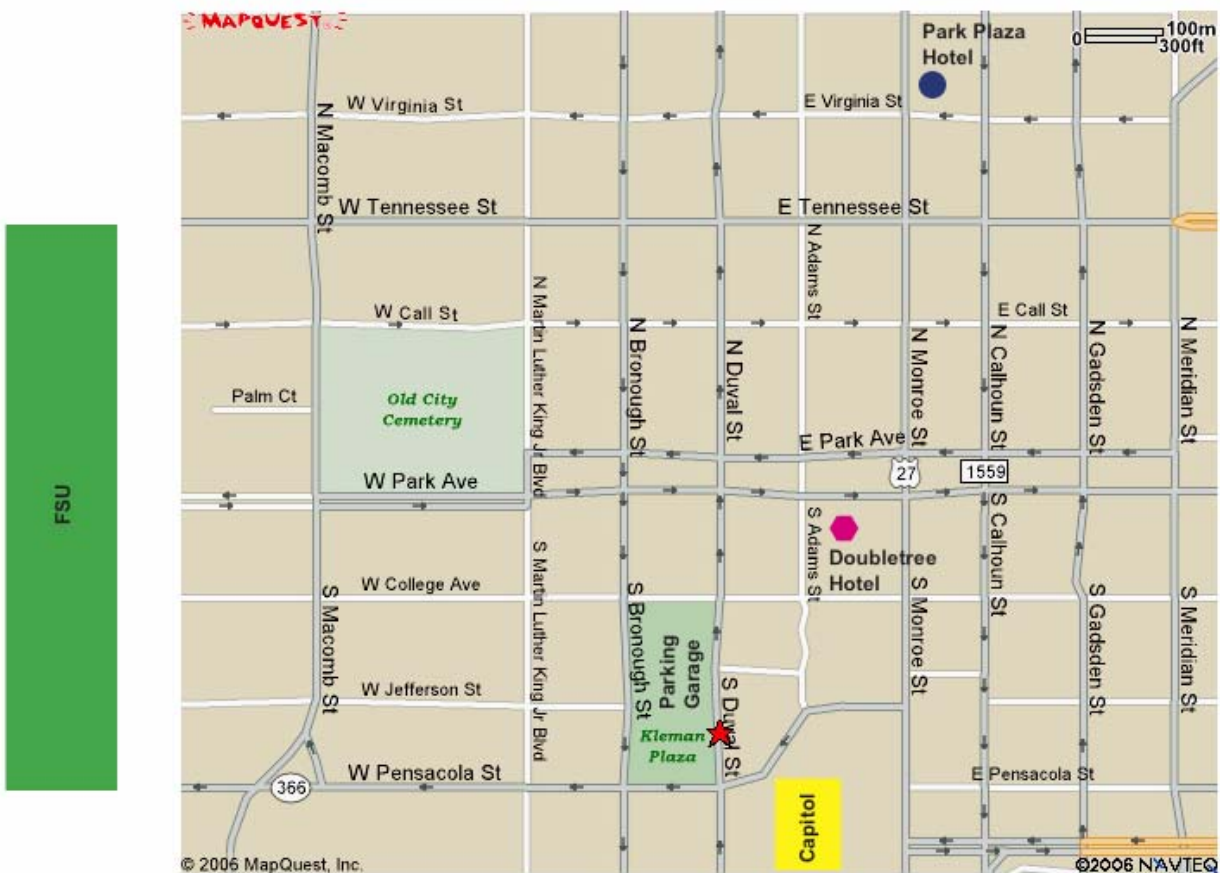 MAPQUEST
Park Plaza
Hotel
0
100m
300ft
W Virginia St
E Virginia St
N Macomb St
W Tennessee St
E Tennessee St
N Adams St
N Martin Luther King Jr Blvd
W Call St
E Call St
N Bronough St
N Duval St
N Monroe St
N Calhoun St
N Gadsden St
N Meridian St
Palm Ct
Old City
Cemetery
E Park Ave
W Park Ave
27
1559
FSU
S Adams St
S Calhoun St
Doubletree
Hotel
S Martin Luther King Jr Blvd
W College Ave
S Macomb St
S Bronough St
Parking
Garage
S Monroe St
S Gadsden St
S Meridian St
W Jefferson St
S Duval St
Kleman
Plaza
W Pensacola St
E Pensacola St
366
Capitol
© 2006 MapQuest, Inc.
©2006 NAVTEQ